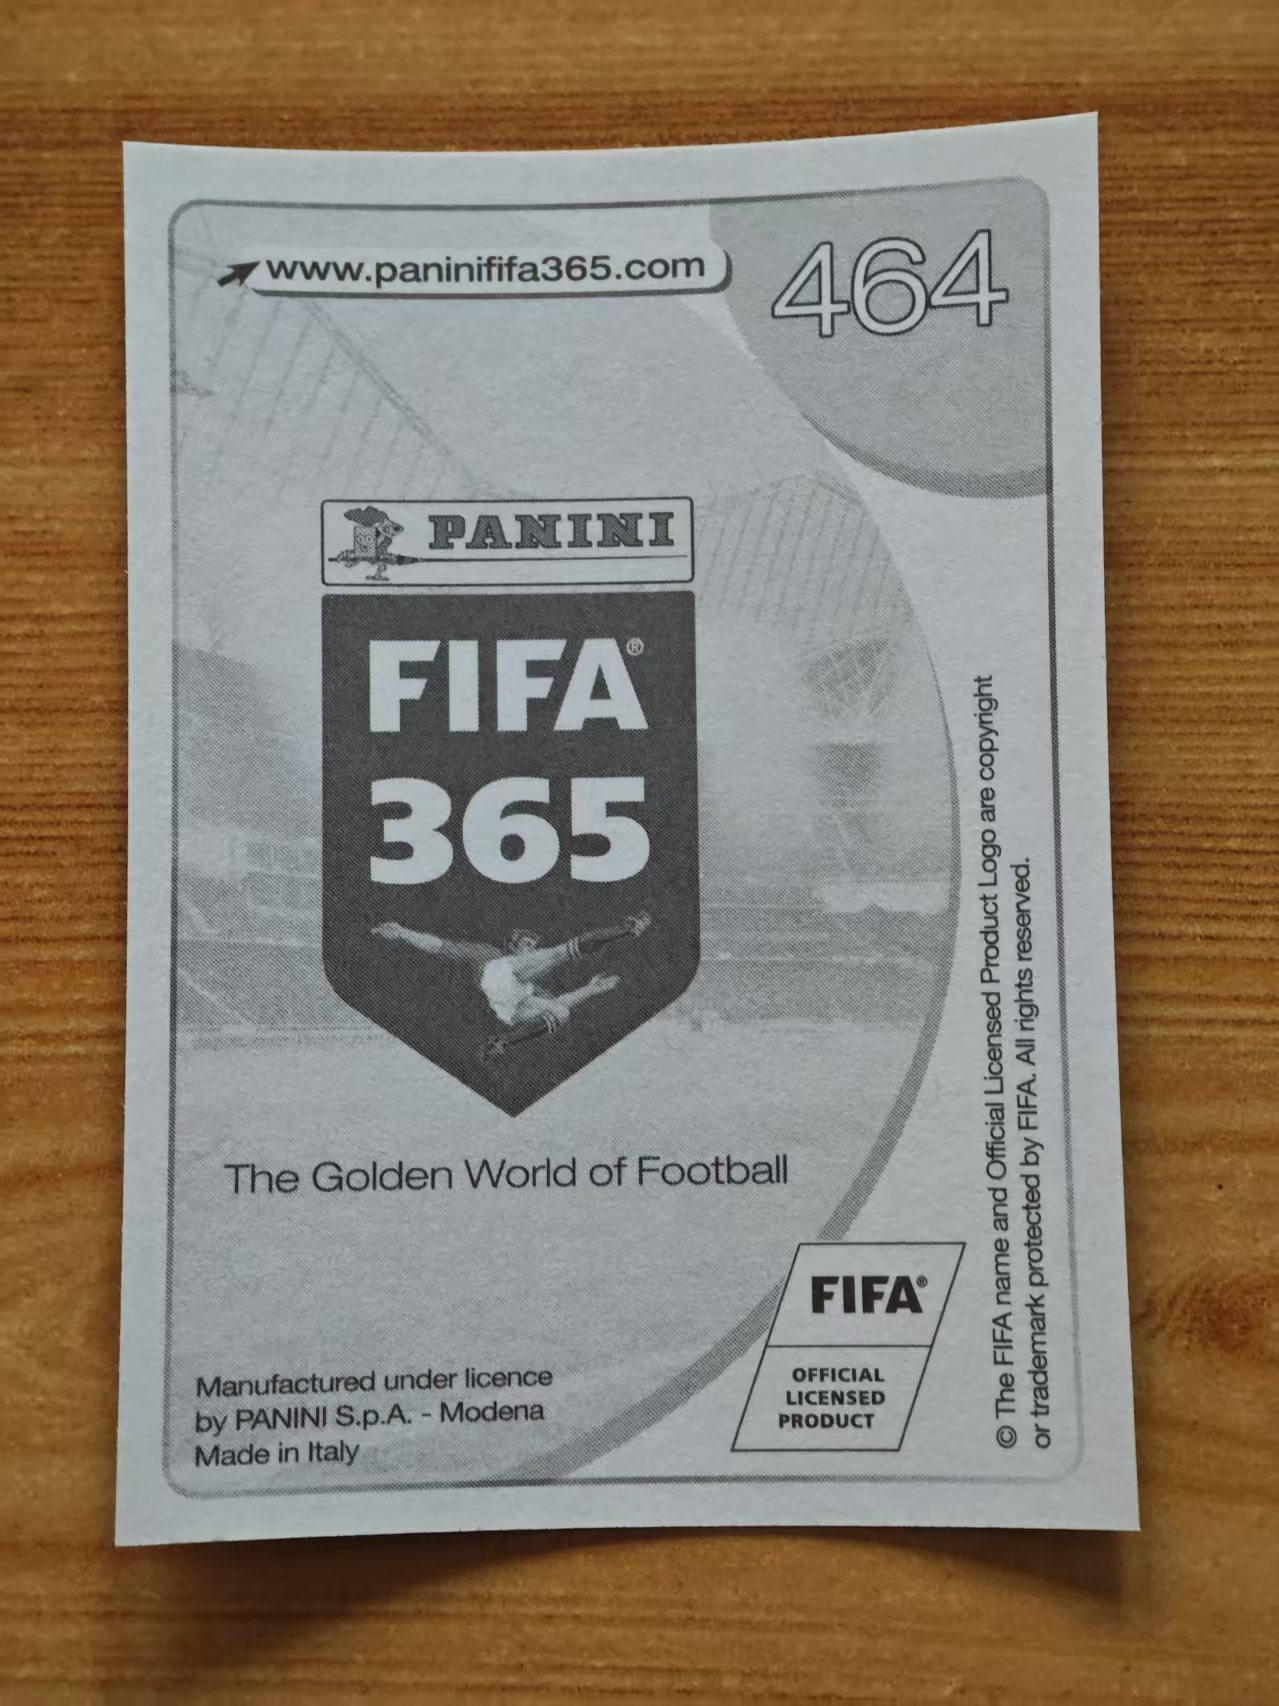 www.paninififa365.com
464
PANINI
FIFA®
365
The Golden World of Football
Manufactured under licence
by PANINI S.p.A. - Modena
Made in Italy
FIFA®
OFFICIAL
LICENSED
PRODUCT
© The FIFA name and Official Licensed Product Logo are copyright
or trademark protected by FIFA. All rights reserved.